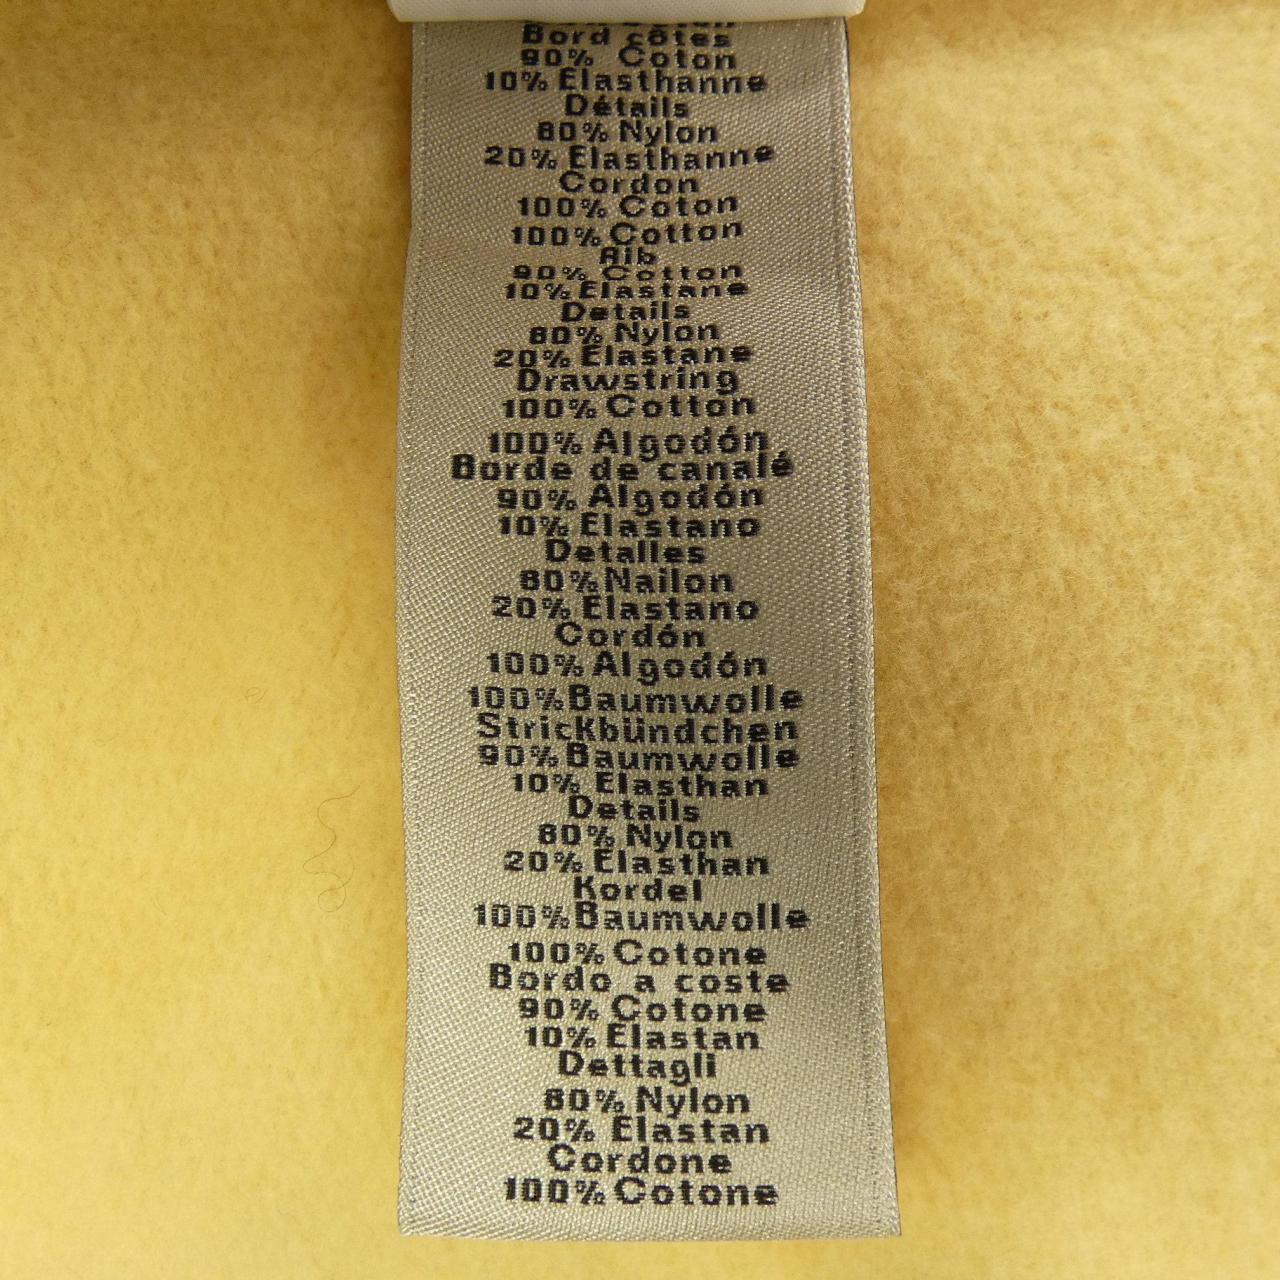 Bord côtes
90% Coton
10% Elasthanne
Détails
80% Nylon
20% Elasthanne
Cordon
100% Coton
100% Cotton
Rib
90% Cotton
10% Elastane
Details
80% Nylon
20% Elastane
Drawstring
100% Cotton
100% Algodón
Borde de canalé
90% Algodón
10% Elastano
Detalles
80% Nailon
20% Elastano
Cordón
100% Algodón
100% Baumwolle
Strickbündchen
90% Baumwolle
10% Elasthan
Details
80% Nylon
20% Elasthan
Kordel
100% Baumwolle
100% Cotone
Bordo a coste
90% Cotone
10% Elastan
Dettagli
80% Nylon
20% Elastan
Cordone
100% Cotone